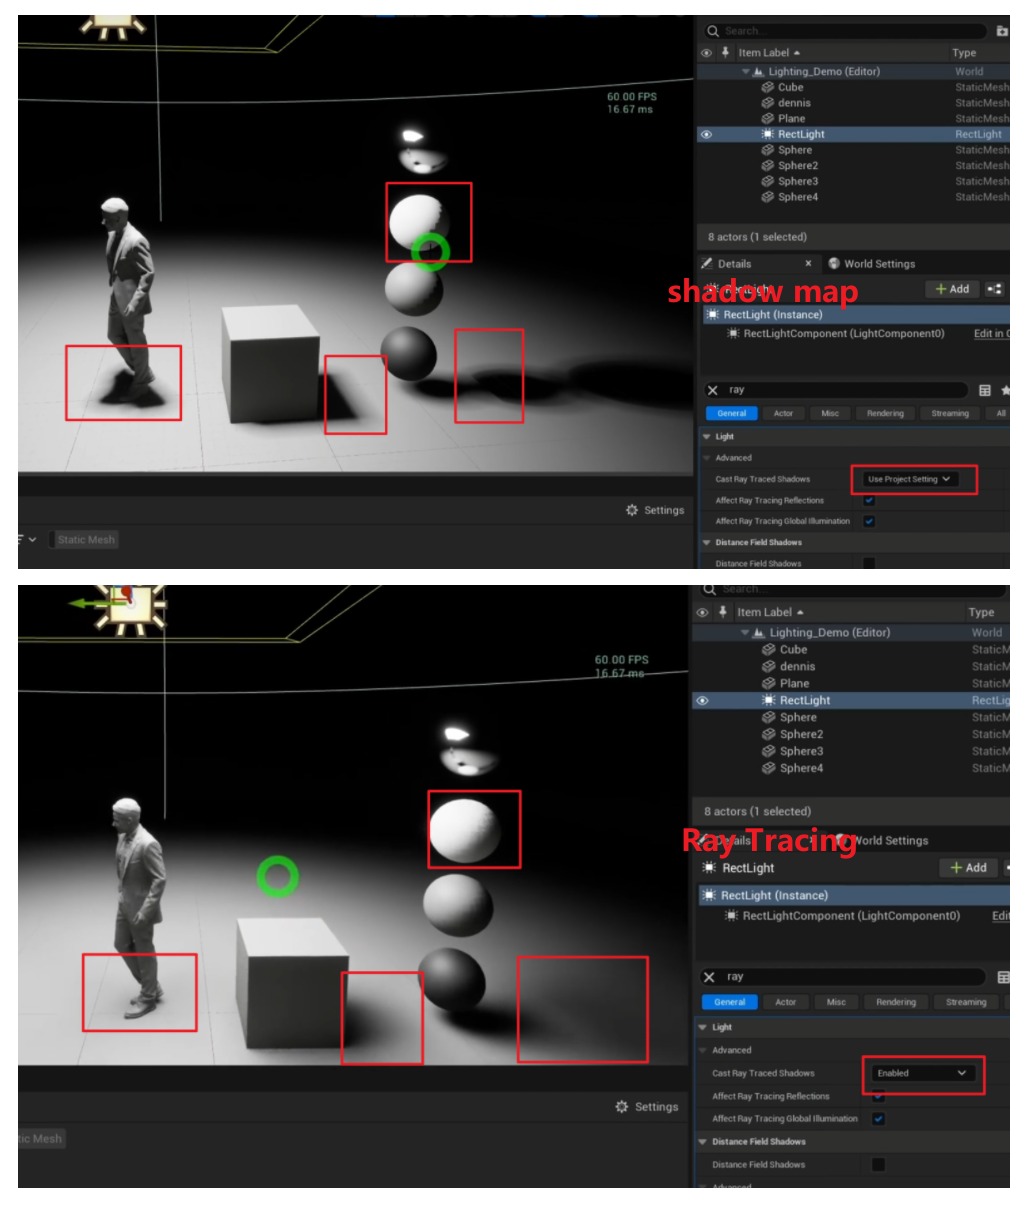 Search...
Item Label Type
Lighting_Demo (Editor) World
Cube StaticMesh
60.00 FPS
dennis StaticMesh
16.67 ms
Plane StaticMesh
RectLight RectLight
Sphere StaticMesh
Sphere2 StaticMesh
Sphere3 StaticMesh
Sphere4 StaticMesh
8 actors (1 selected)
Details × World Settings
shadow map
RectLight + Add
RectLight (Instance)
RectLightComponent (LightComponent0) Edit in C
ray
General Actor Misc Rendering Streaming All
Light
Advanced
Cast Ray Traced Shadows Use Project Setting
Affect Ray Tracing Reflections
Settings
Affect Ray Tracing Global Illumination
Static Mesh
Distance Field Shadows
Distance Field Shadows
Search...
Item Label Type
Lighting_Demo (Editor) World
Cube StaticM
60.00 FPS
dennis StaticM
16.67 ms
Plane StaticM
RectLight RectLig
Sphere StaticM
Sphere2 StaticM
Sphere3 StaticM
Sphere4 StaticM
8 actors (1 selected)
Details World Settings
Ray Tracing
RectLight + Add
RectLight (Instance)
RectLightComponent (LightComponent0) Edi
ray
General Actor Misc Rendering Streaming
Light
Advanced
Cast Ray Traced Shadows Enabled
Affect Ray Tracing Reflections
Settings
Affect Ray Tracing Global Illumination
tic Mesh
Distance Field Shadows
Distance Field Shadows
Advanced